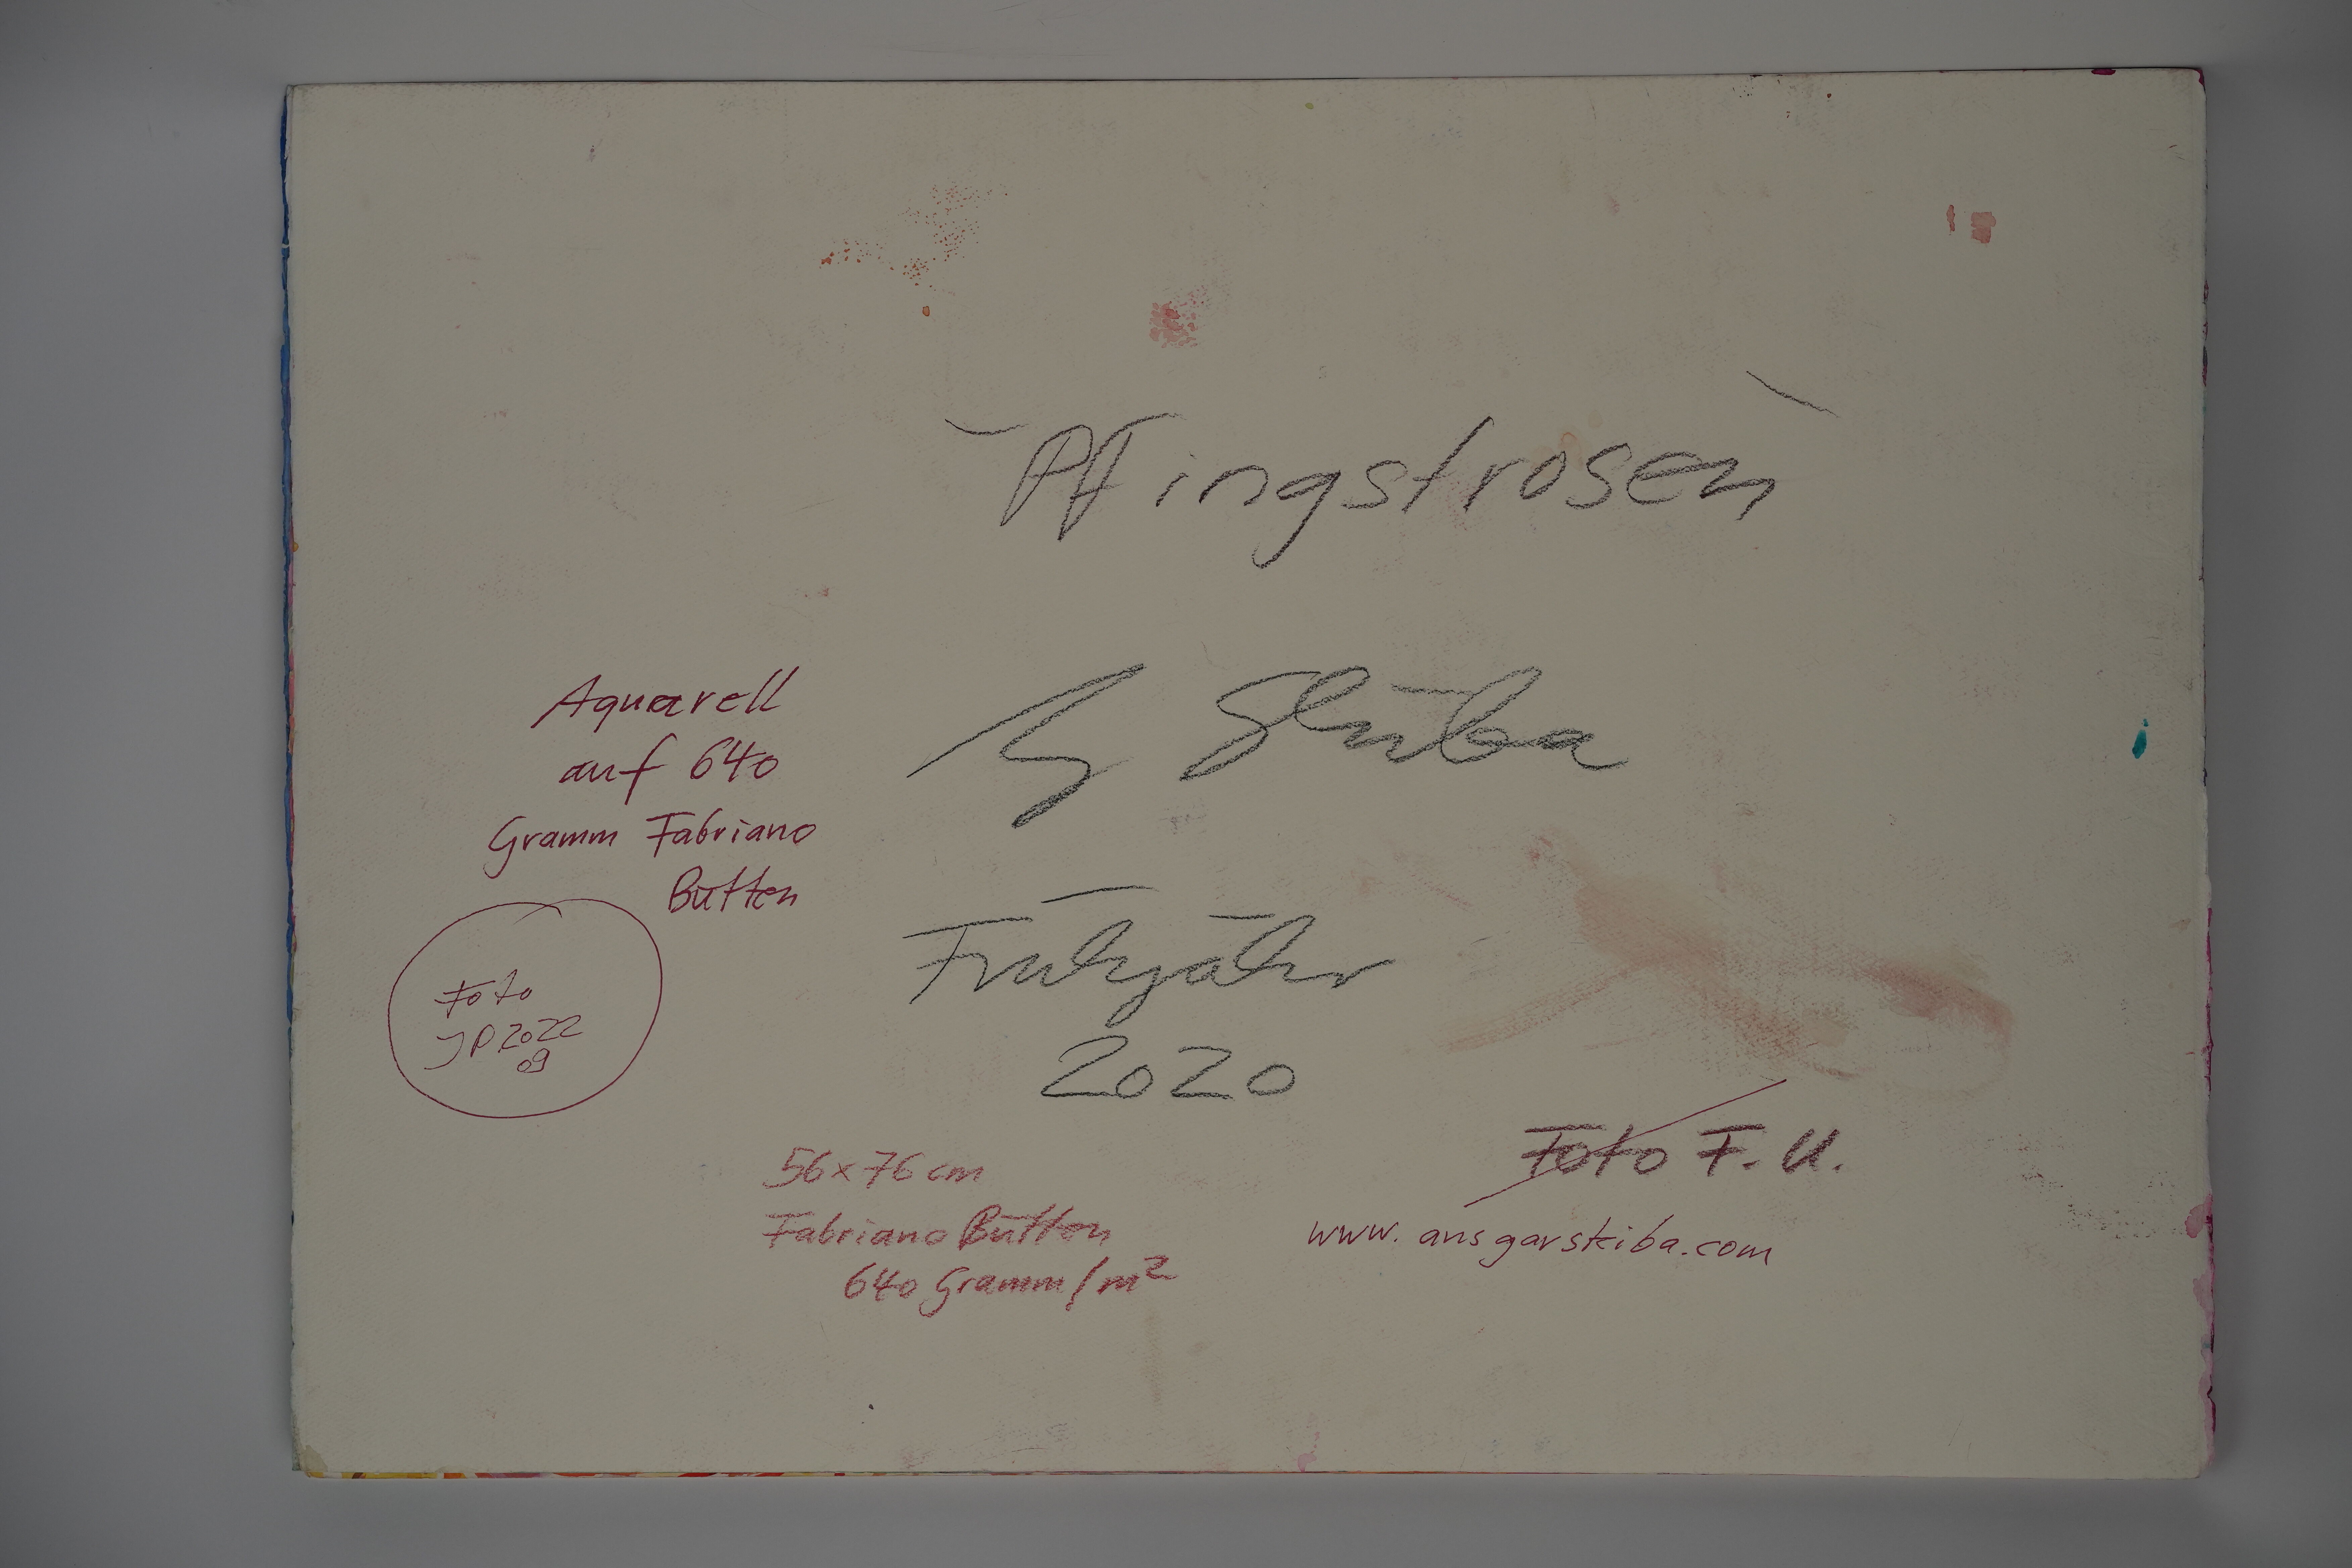 "Pfingstrosen"
A. Skiba
Frühjahr
2020
Aquarell
auf 640
Gramm Fabriano
Bütten
Foto
JP 2022
09
56 x 76 cm
Fabriano Bütten
640 Gramm/m²
Foto F. U.
www.ansgarskiba.com